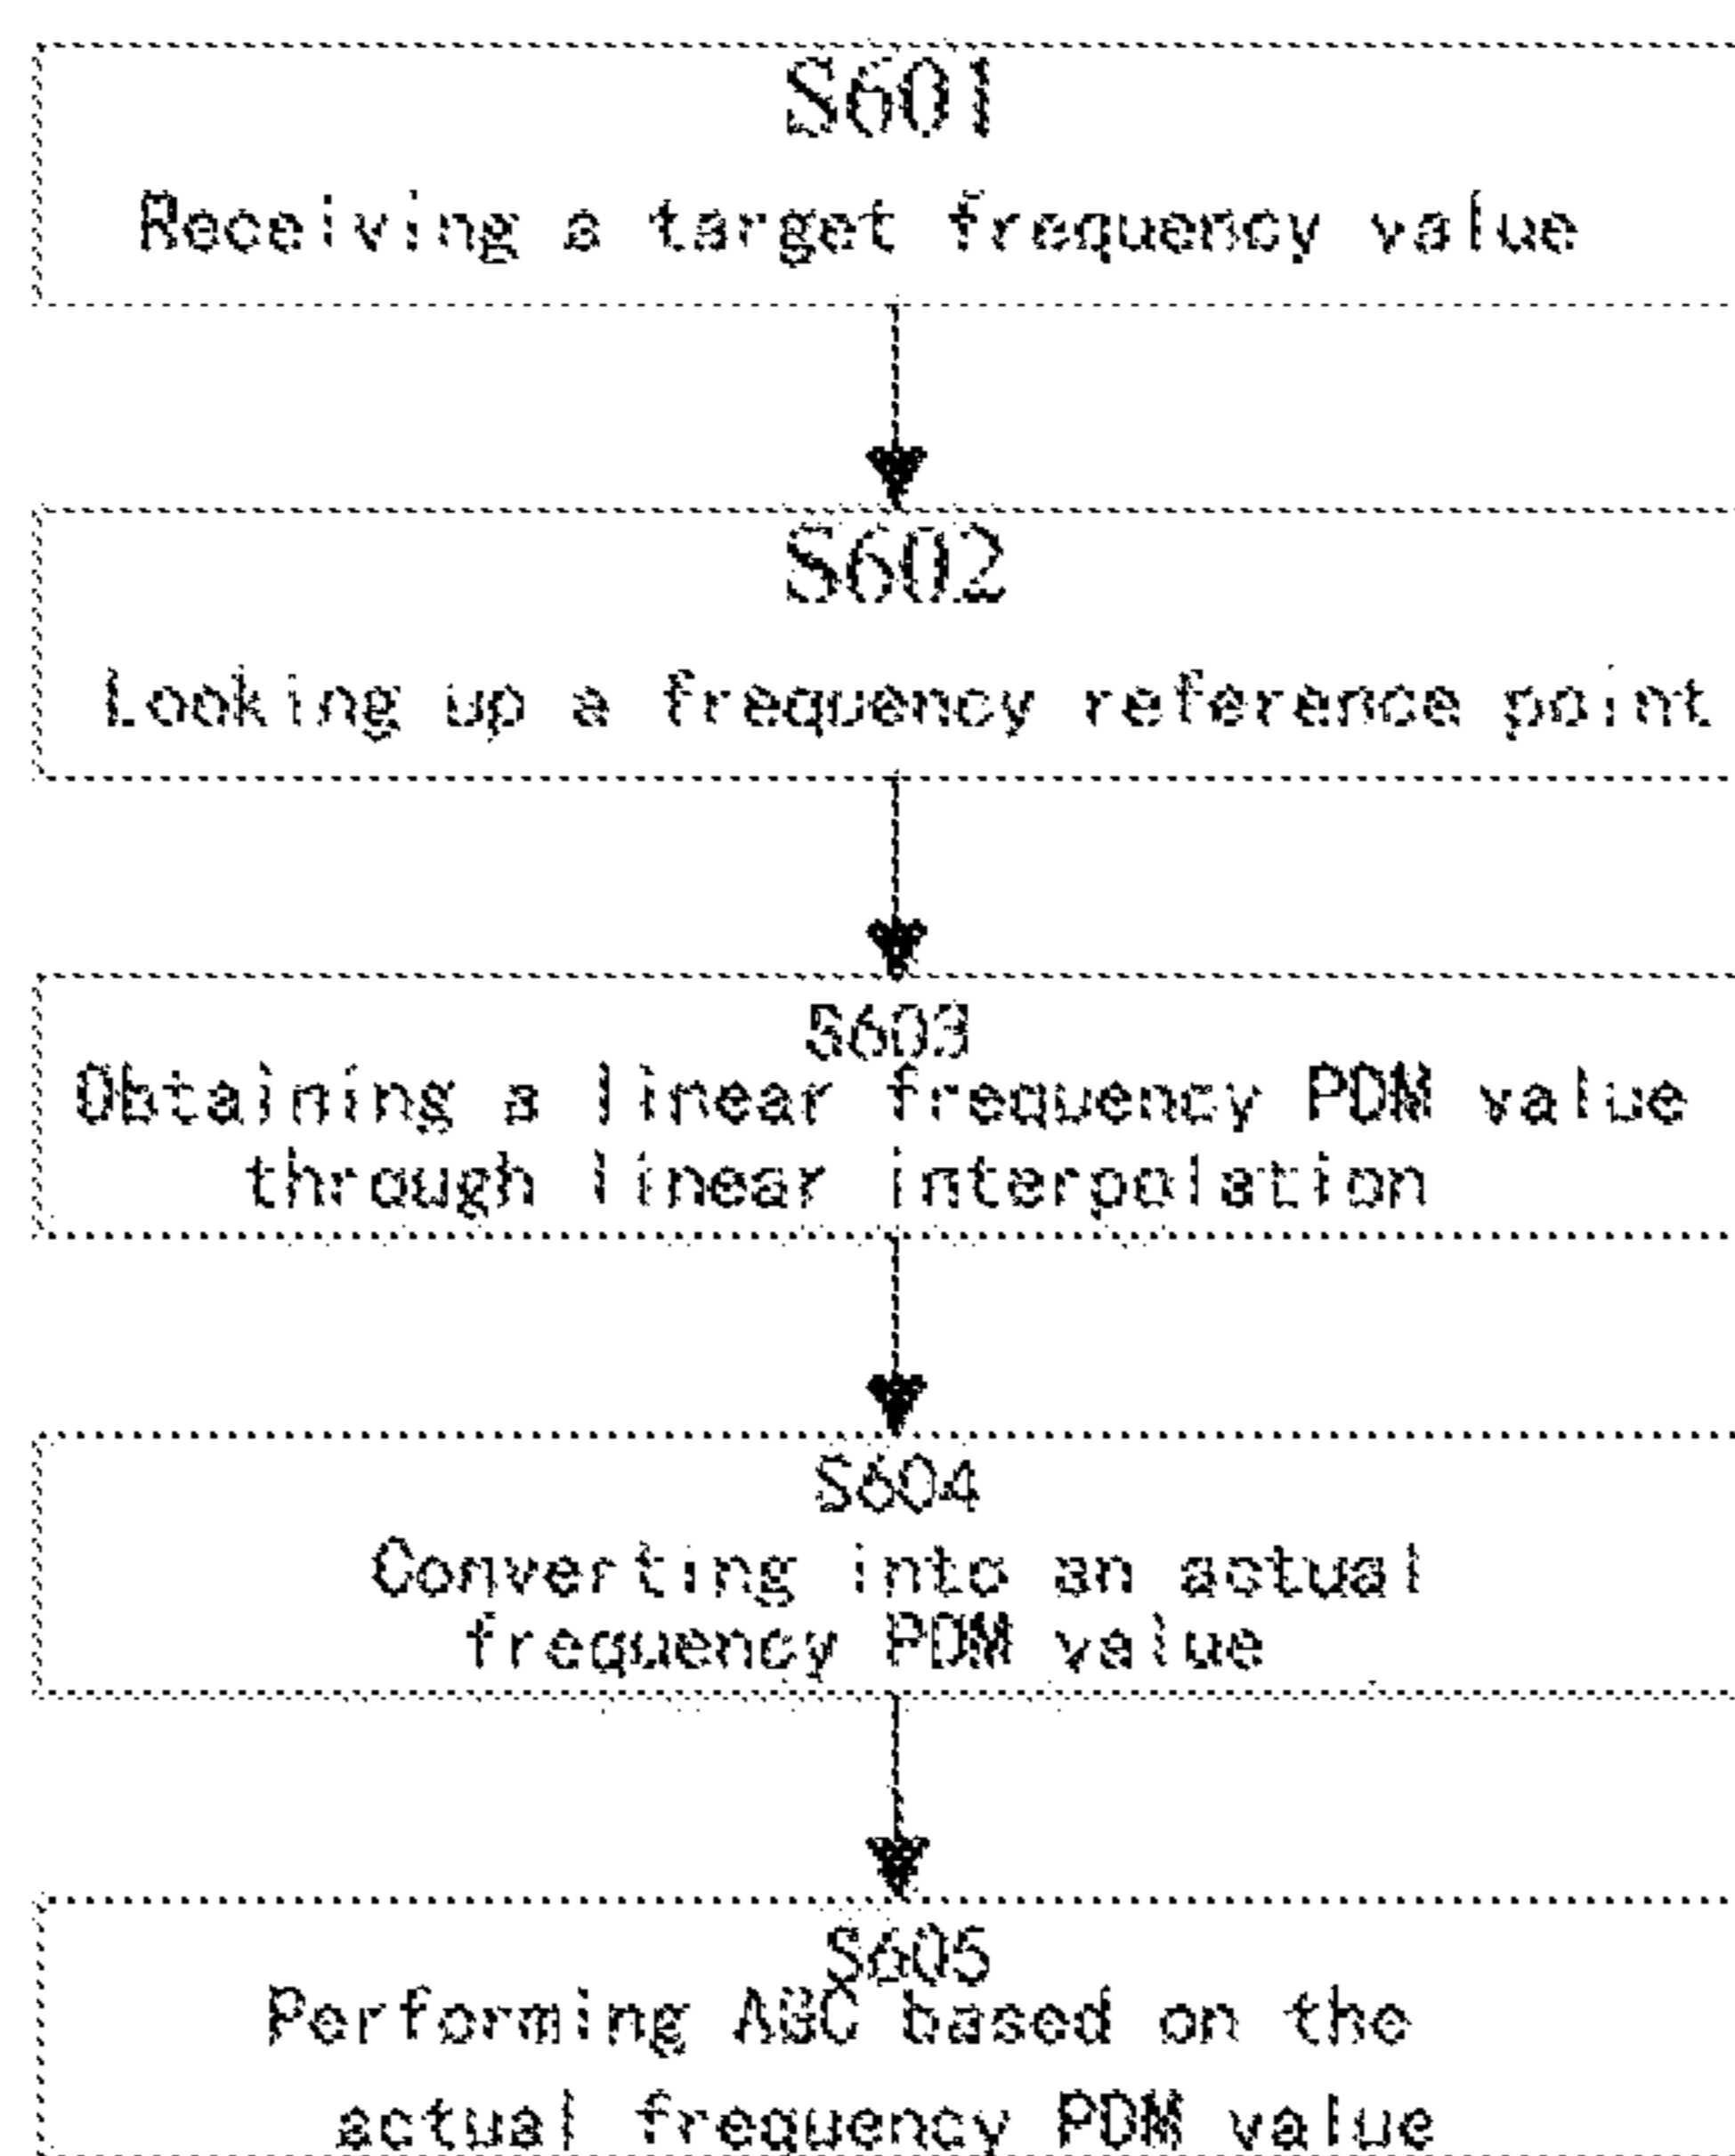 S601
Receiving a target frequency value
S602
Looking up a frequency reference point
S603
Obtaining a linear frequency PDM value
through linear interpolation
S604
Converting into an actual
frequency PDM value
S605
Performing AGC based on the
actual frequency PDM value